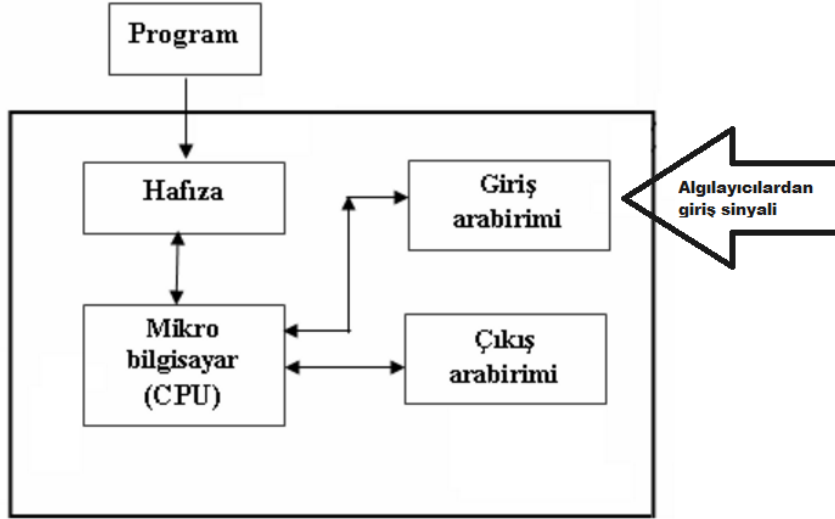 Program
Hafıza
Giriş
arabirimi
Algılayıcılardan
giriş sinyali
Mikro
bilgisayar
(CPU)
Çıkış
arabirimi